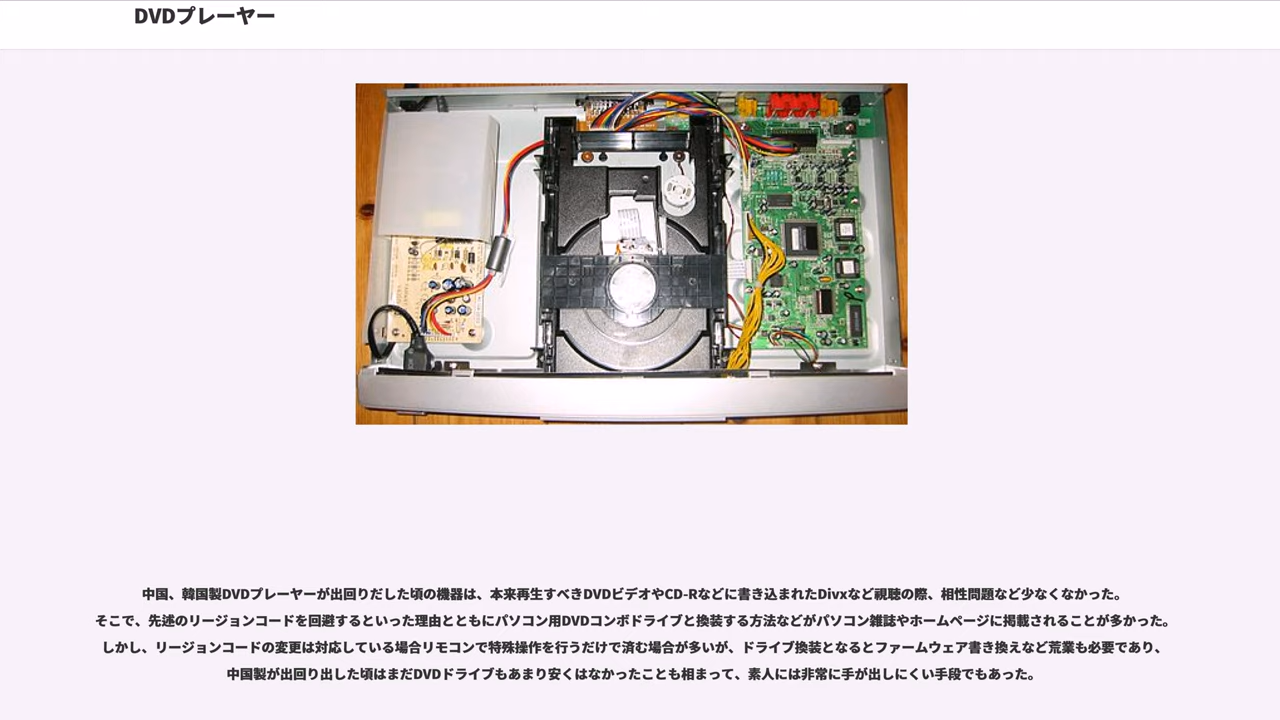 DVDプレーヤー
中国、韓国製DVDプレーヤーが出回りだした頃の機器は、本来再生すべきDVDビデオやCD-Rなどに書き込まれたDivxなど視聴の際、相性問題など少なくなかった。
そこで、先述のリージョンコードを回避するといった理由とともにパソコン用DVDコンボドライブと換装する方法などがパソコン雑誌やホームページに掲載されることが多かった。
しかし、リージョンコードの変更は対応している場合リモコンで特殊操作を行うだけで済む場合が多いが、ドライブ換装となるとファームウェア書き換えなど荒業も必要であり、
中国製が出回り出した頃はまだDVDドライブもあまり安くはなかったことも相まって、素人には非常に手が出しにくい手段でもあった。